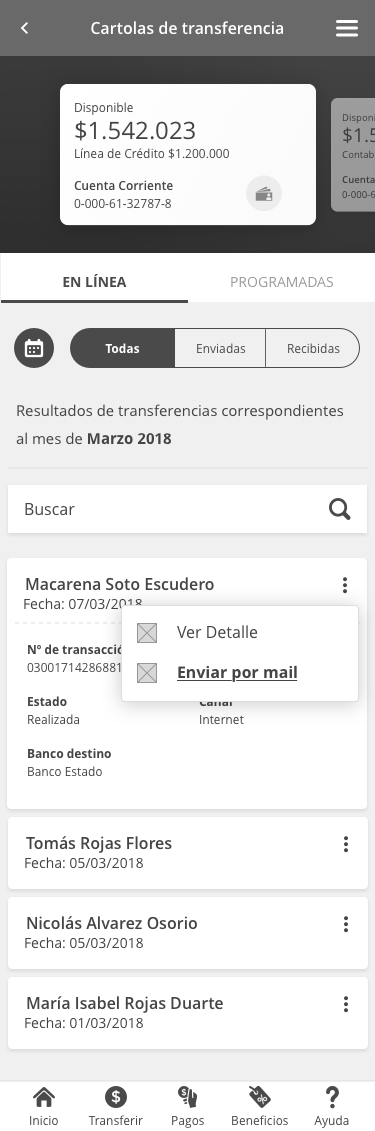 Cartolas de transferencia
Disponible
$1.542.023
Línea de Crédito $1.200.000
Cuenta Corriente
0-000-61-32787-8
$1.5
Cuenta
0-000-6
EN LÍNEA
PROGRAMADAS
Todas
Enviadas
Recibidas
Resultados de transferencias correspondientes
al mes de Marzo 2018
Buscar
Macarena Soto Escudero
Fecha: 07/03/2018
Ver Detalle
Enviar por mail
Nº de transacció
03001714286881
Estado
Realizada
Canal
Internet
Banco destino
Banco Estado
Tomás Rojas Flores
Fecha: 05/03/2018
Nicolás Alvarez Osorio
Fecha: 05/03/2018
María Isabel Rojas Duarte
Fecha: 01/03/2018
Inicio
Transferir
Pagos
Beneficios
Ayuda